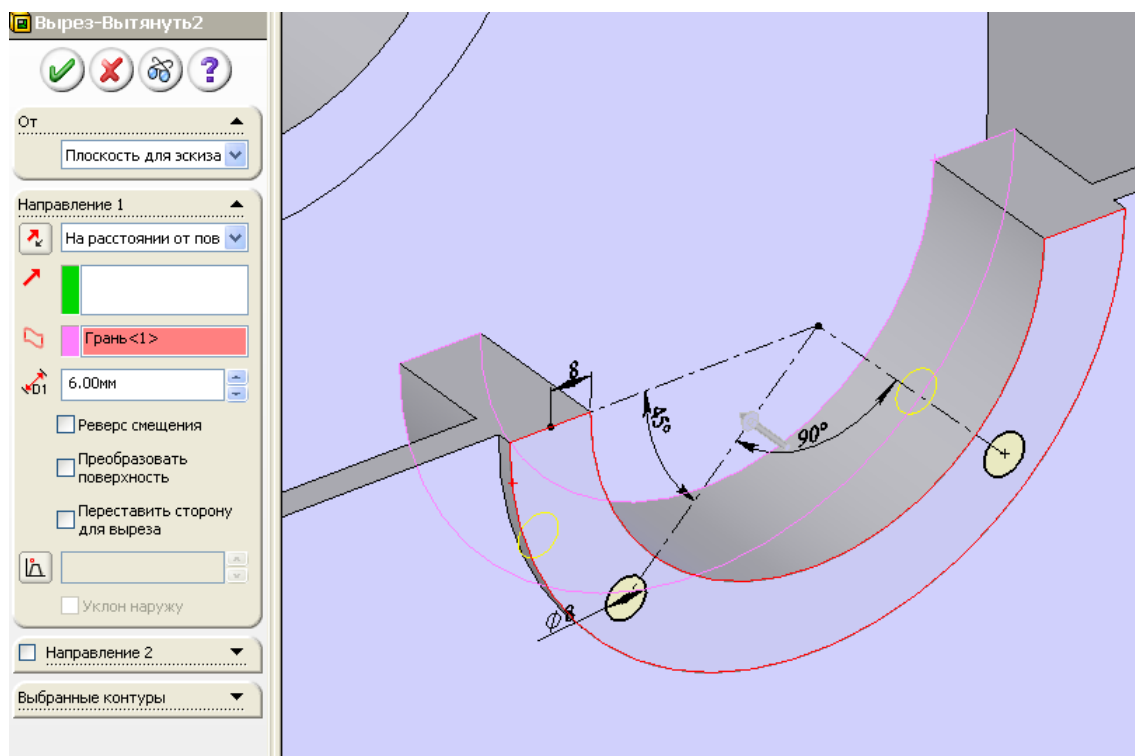 Вырез-Вытянуть2
?
От
Плоскость для эскиза
Направление 1
На расстоянии от пов
Грань<1>
D1
6.00мм
Реверс смещения
Преобразовать
поверхность
Переставить сторону
для выреза
Уклон наружу
Направление 2
Выбранные контуры
8
45°
90°
ϕ8